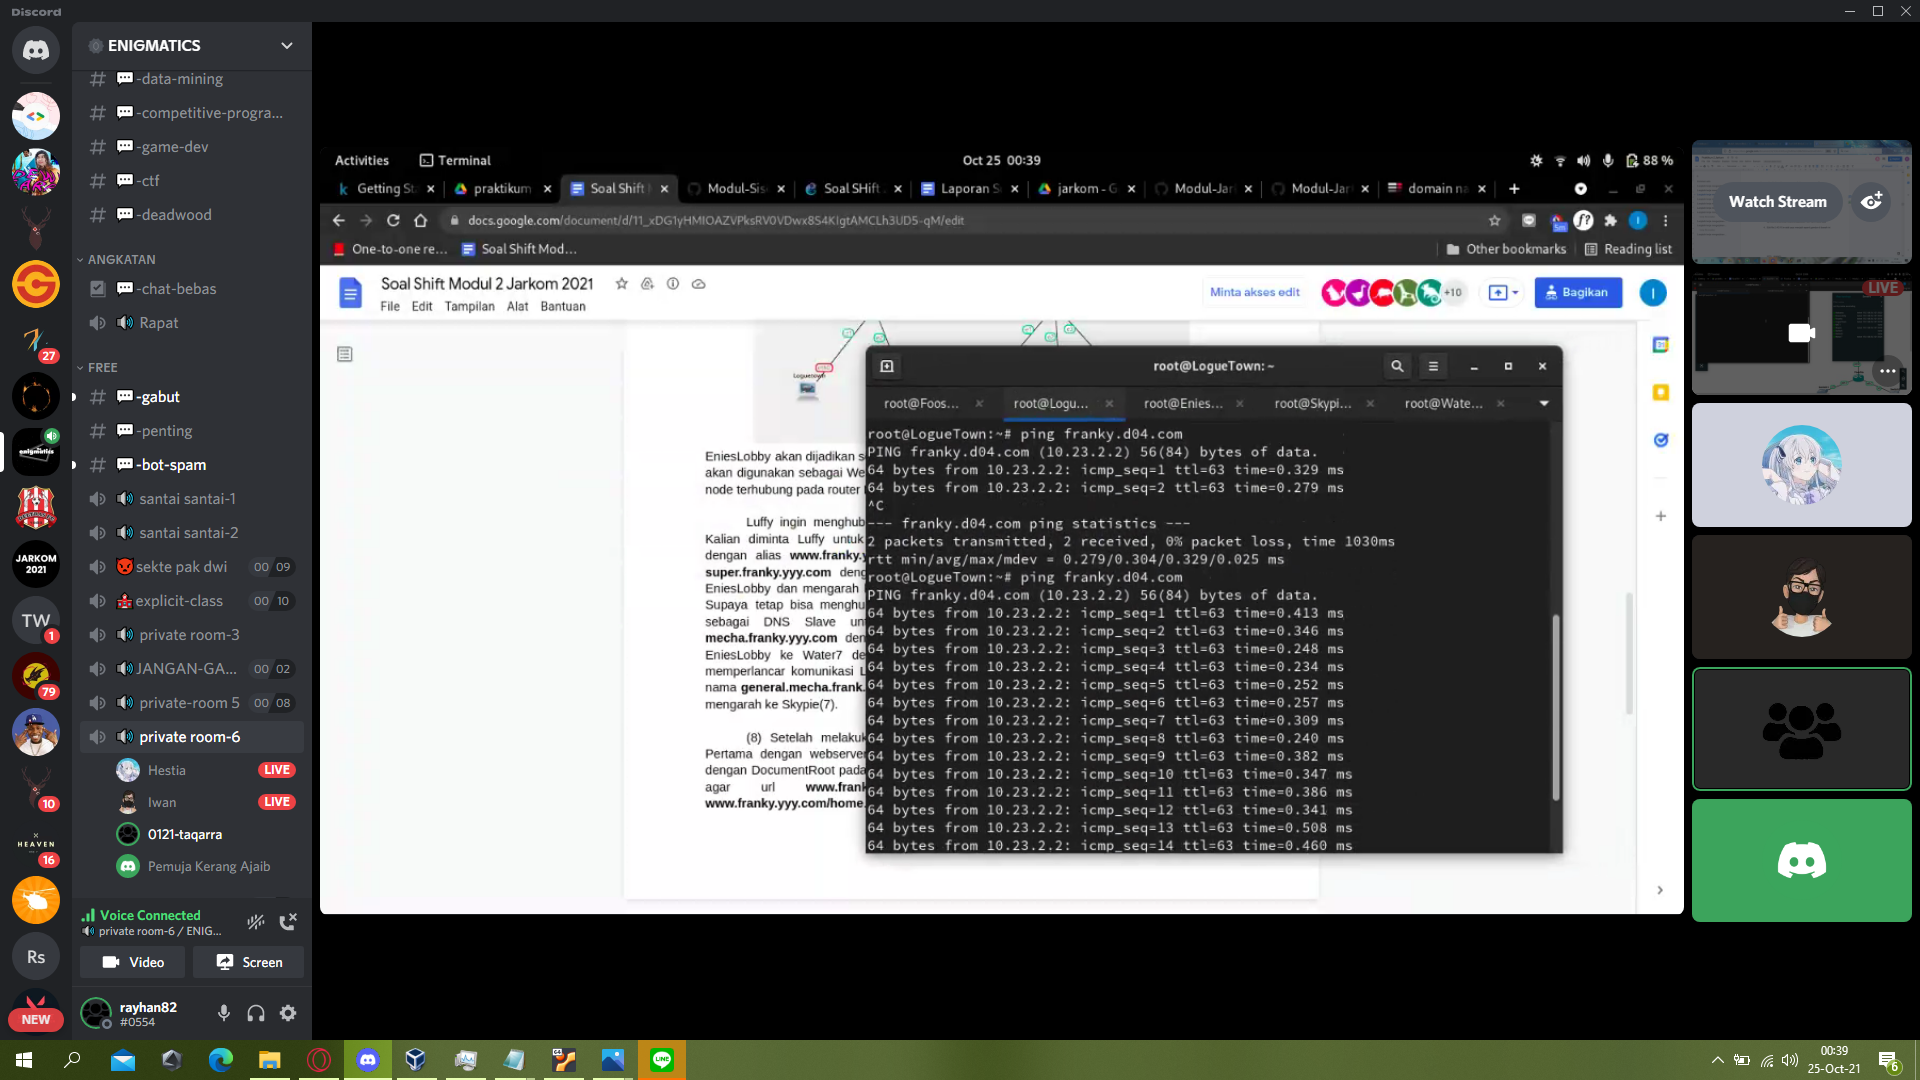 Discord
ENIGMATICS
-data-mining
-competitive-progra...
-game-dev
-ctf
-deadwood
ANGKATAN
-chat-bebas
Rapat
FREE
-gabut
-penting
-bot-spam
santai santai-1
santai santai-2
sekte pak dwi 00 09
explicit-class 00 10
private room-3
JANGAN-GA... 00 02
private-room 5 00 08
private room-6
Hestia LIVE
Iwan LIVE
0121-taqarra
Pemuja Kerang Ajaib
Voice Connected
private room-6 / ENIG...
Video Screen
rayhan82
#0554
27
JARKOM
2021
TW
1
79
10
HEAVEN
16
Rs
NEW
Activities Terminal Oct 25 00:39 88 %
Getting St praktikum Soal Shift Modul-Sis Soal SHift Laporan S jarkom - G Modul-Jar Modul-Jar domain na
docs.google.com/document/d/11_xDG1yHMIOAZVPksRV0VDwx8S4KIgtAMCLh3UD5-qM/edit
5m
f?
One-to-one re... Soal Shift Mod... Other bookmarks Reading list
Soal Shift Modul 2 Jarkom 2021
File Edit Tampilan Alat Bantuan
Minta akses edit +10 Bagikan I
EniesLobby akan dijadikan s
akan digunakan sebagai We
node terhubung pada router
Luffy ingin menghub
Kalian diminta Luffy untuk
dengan alias www.franky.y
super.franky.yyy.com deng
EniesLobby dan mengarah
Supaya tetap bisa menghu
sebagai DNS Slave unt
mecha.franky.yyy.com den
EniesLobby ke Water7 de
memperlancar komunikasi L
nama general.mecha.frank.
mengarah ke Skypie(7).
(8) Setelah melakuk
Pertama dengan webserver
dengan DocumentRoot pada
agar url www.frank
www.franky.yyy.com/home.
root@LogueTown: ~
root@Foos... root@Logu... root@Enies... root@Skypi... root@Wate...
root@LogueTown:~# ping franky.d04.com
PING franky.d04.com (10.23.2.2) 56(84) bytes of data.
64 bytes from 10.23.2.2: icmp_seq=1 ttl=63 time=0.329 ms
64 bytes from 10.23.2.2: icmp_seq=2 ttl=63 time=0.279 ms
^C
--- franky.d04.com ping statistics ---
2 packets transmitted, 2 received, 0% packet loss, time 1030ms
rtt min/avg/max/mdev = 0.279/0.304/0.329/0.025 ms
root@LogueTown:~# ping franky.d04.com
PING franky.d04.com (10.23.2.2) 56(84) bytes of data.
64 bytes from 10.23.2.2: icmp_seq=1 ttl=63 time=0.413 ms
64 bytes from 10.23.2.2: icmp_seq=2 ttl=63 time=0.346 ms
64 bytes from 10.23.2.2: icmp_seq=3 ttl=63 time=0.248 ms
64 bytes from 10.23.2.2: icmp_seq=4 ttl=63 time=0.234 ms
64 bytes from 10.23.2.2: icmp_seq=5 ttl=63 time=0.252 ms
64 bytes from 10.23.2.2: icmp_seq=6 ttl=63 time=0.257 ms
64 bytes from 10.23.2.2: icmp_seq=7 ttl=63 time=0.309 ms
64 bytes from 10.23.2.2: icmp_seq=8 ttl=63 time=0.240 ms
64 bytes from 10.23.2.2: icmp_seq=9 ttl=63 time=0.382 ms
64 bytes from 10.23.2.2: icmp_seq=10 ttl=63 time=0.347 ms
64 bytes from 10.23.2.2: icmp_seq=11 ttl=63 time=0.386 ms
64 bytes from 10.23.2.2: icmp_seq=12 ttl=63 time=0.341 ms
64 bytes from 10.23.2.2: icmp_seq=13 ttl=63 time=0.508 ms
64 bytes from 10.23.2.2: icmp_seq=14 ttl=63 time=0.460 ms
Watch Stream
LIVE
LINE
00:39
25-Oct-21
6